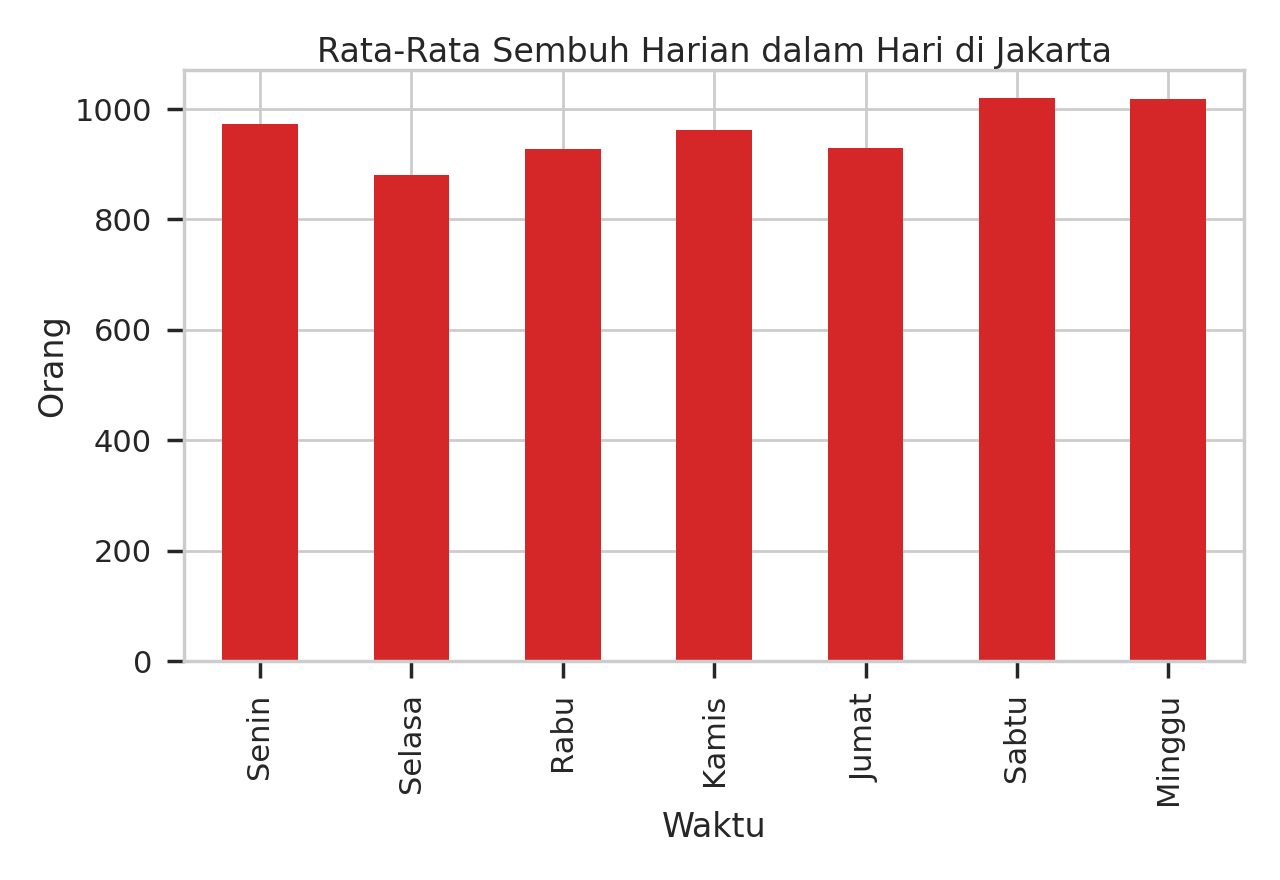 Rata-Rata Sembuh Harian dalam Hari di Jakarta
1000
800
600
400
200
0
Orang
Senin
Selasa
Rabu
Kamis
Jumat
Sabtu
Minggu
Waktu